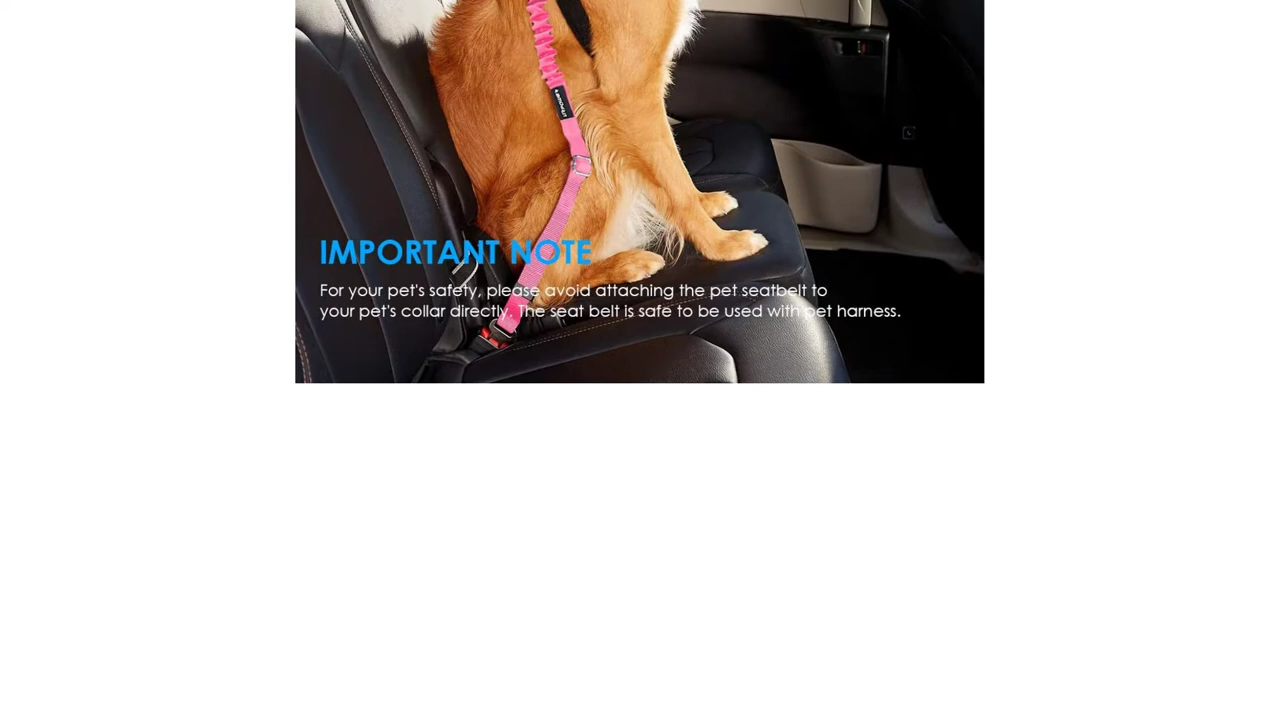 IMPORTANT NOTE
For your pet's safety, please avoid attaching the pet seatbelt to
your pet's collar directly. The seat belt is safe to be used with pet harness.